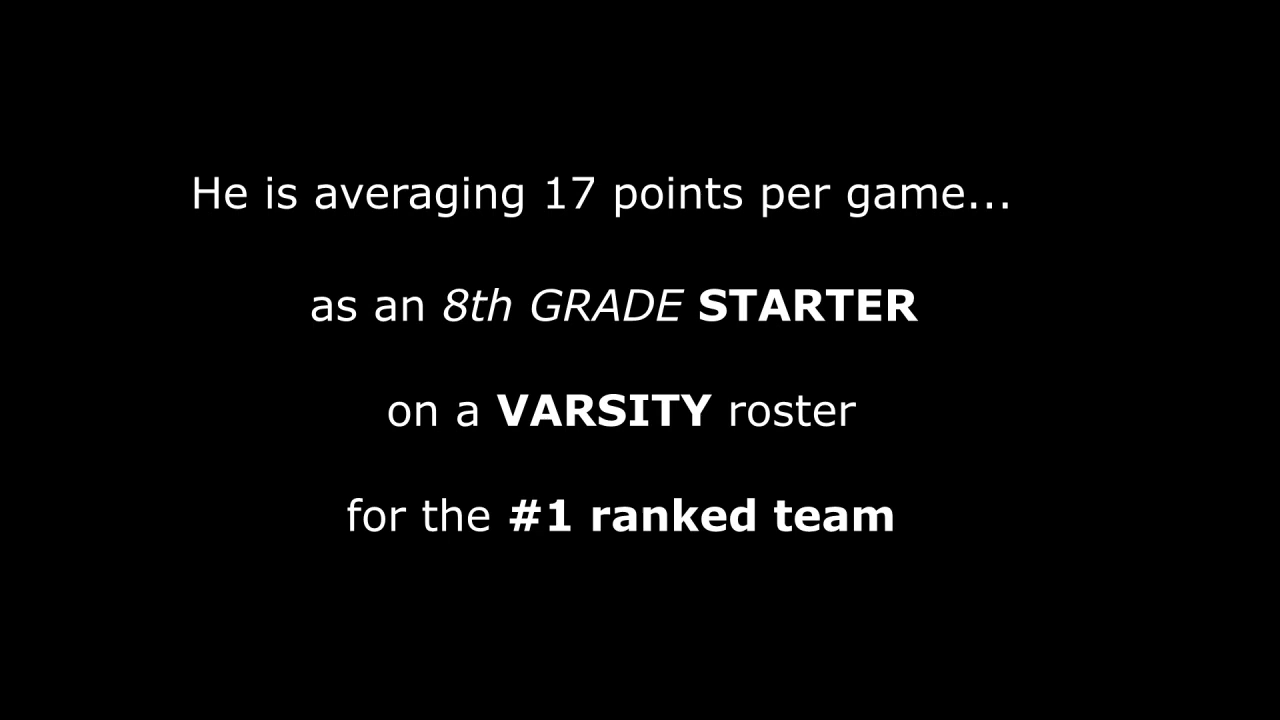 He is averaging 17 points per game...
as an 8th GRADE STARTER
on a VARSITY roster
for the #1 ranked team